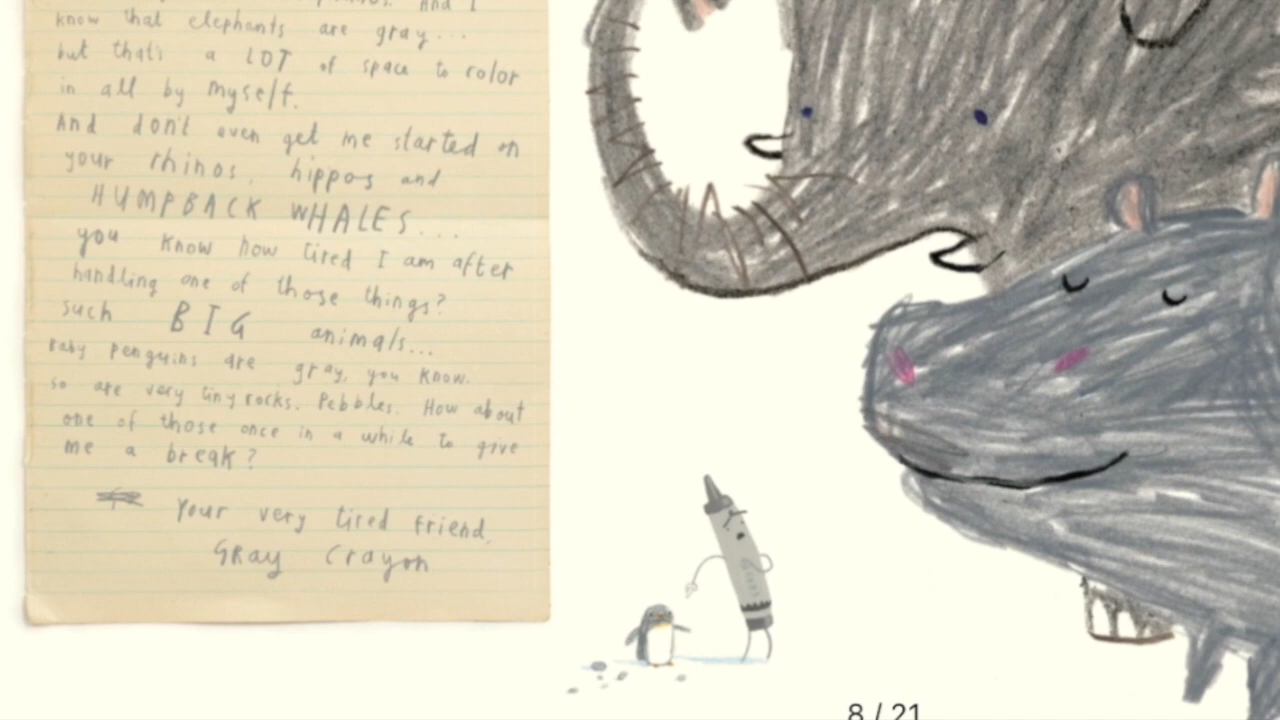 And I
know that elephants are gray...
but that's a LOT of space to color
in all by myself.
And don't even get me started on
your rhinos, hippos and
HUMPBACK WHALES...
you know how tired I am after
handling one of those things?
such BIG animals...
Baby penguins are gray, you know.
so are very tiny rocks. Pebbles. How about
one of those once in a while to give
me a break?
Your very tired friend,
GRay Crayon
8 / 21